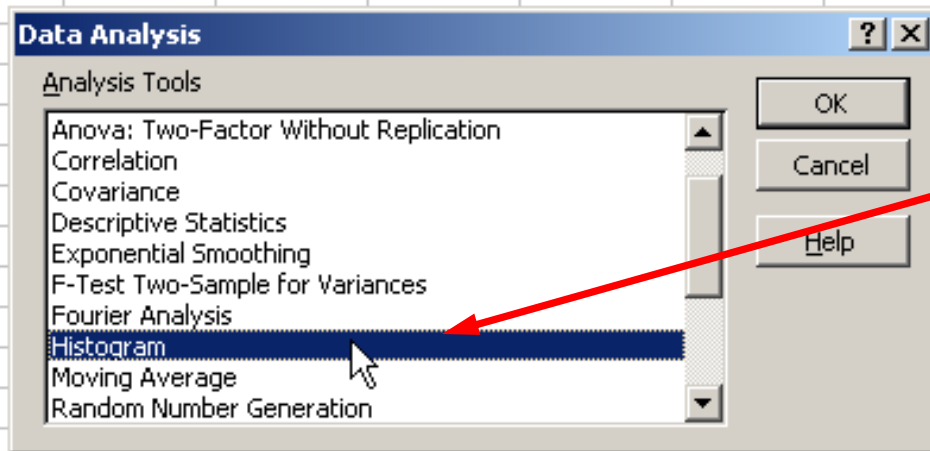 Data Analysis
Analysis Tools
Anova: Two-Factor Without Replication
Correlation
Covariance
Descriptive Statistics
Exponential Smoothing
F-Test Two-Sample for Variances
Fourier Analysis
Histogram
Moving Average
Random Number Generation
OK
Cancel
Help